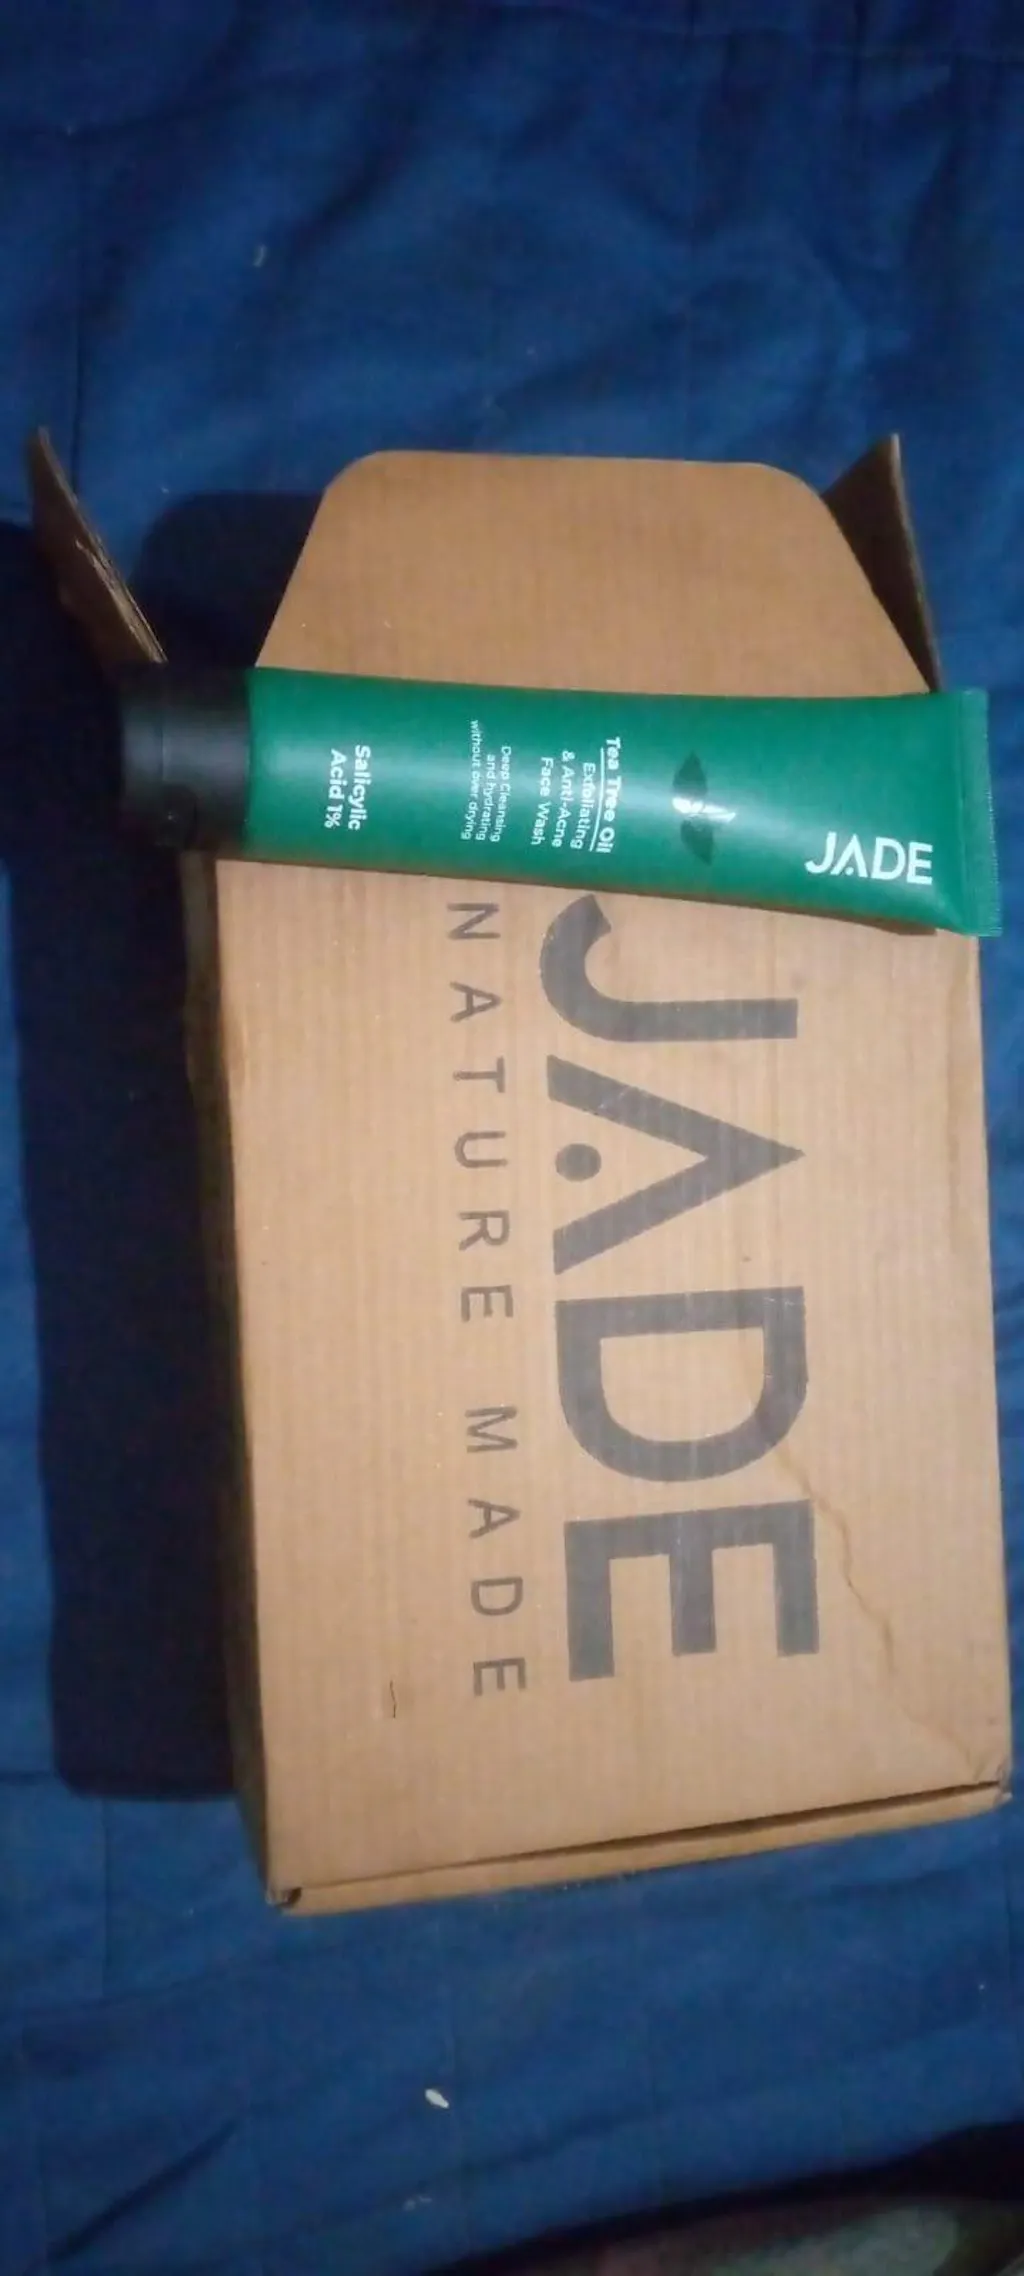 JADE
Tea Tree Oil
Exfoliating
& Anti-Acne
Face Wash
Deep Cleansing
and hydrating
without over drying
Salicylic
Acid 1%
JADE
NATURE MADE